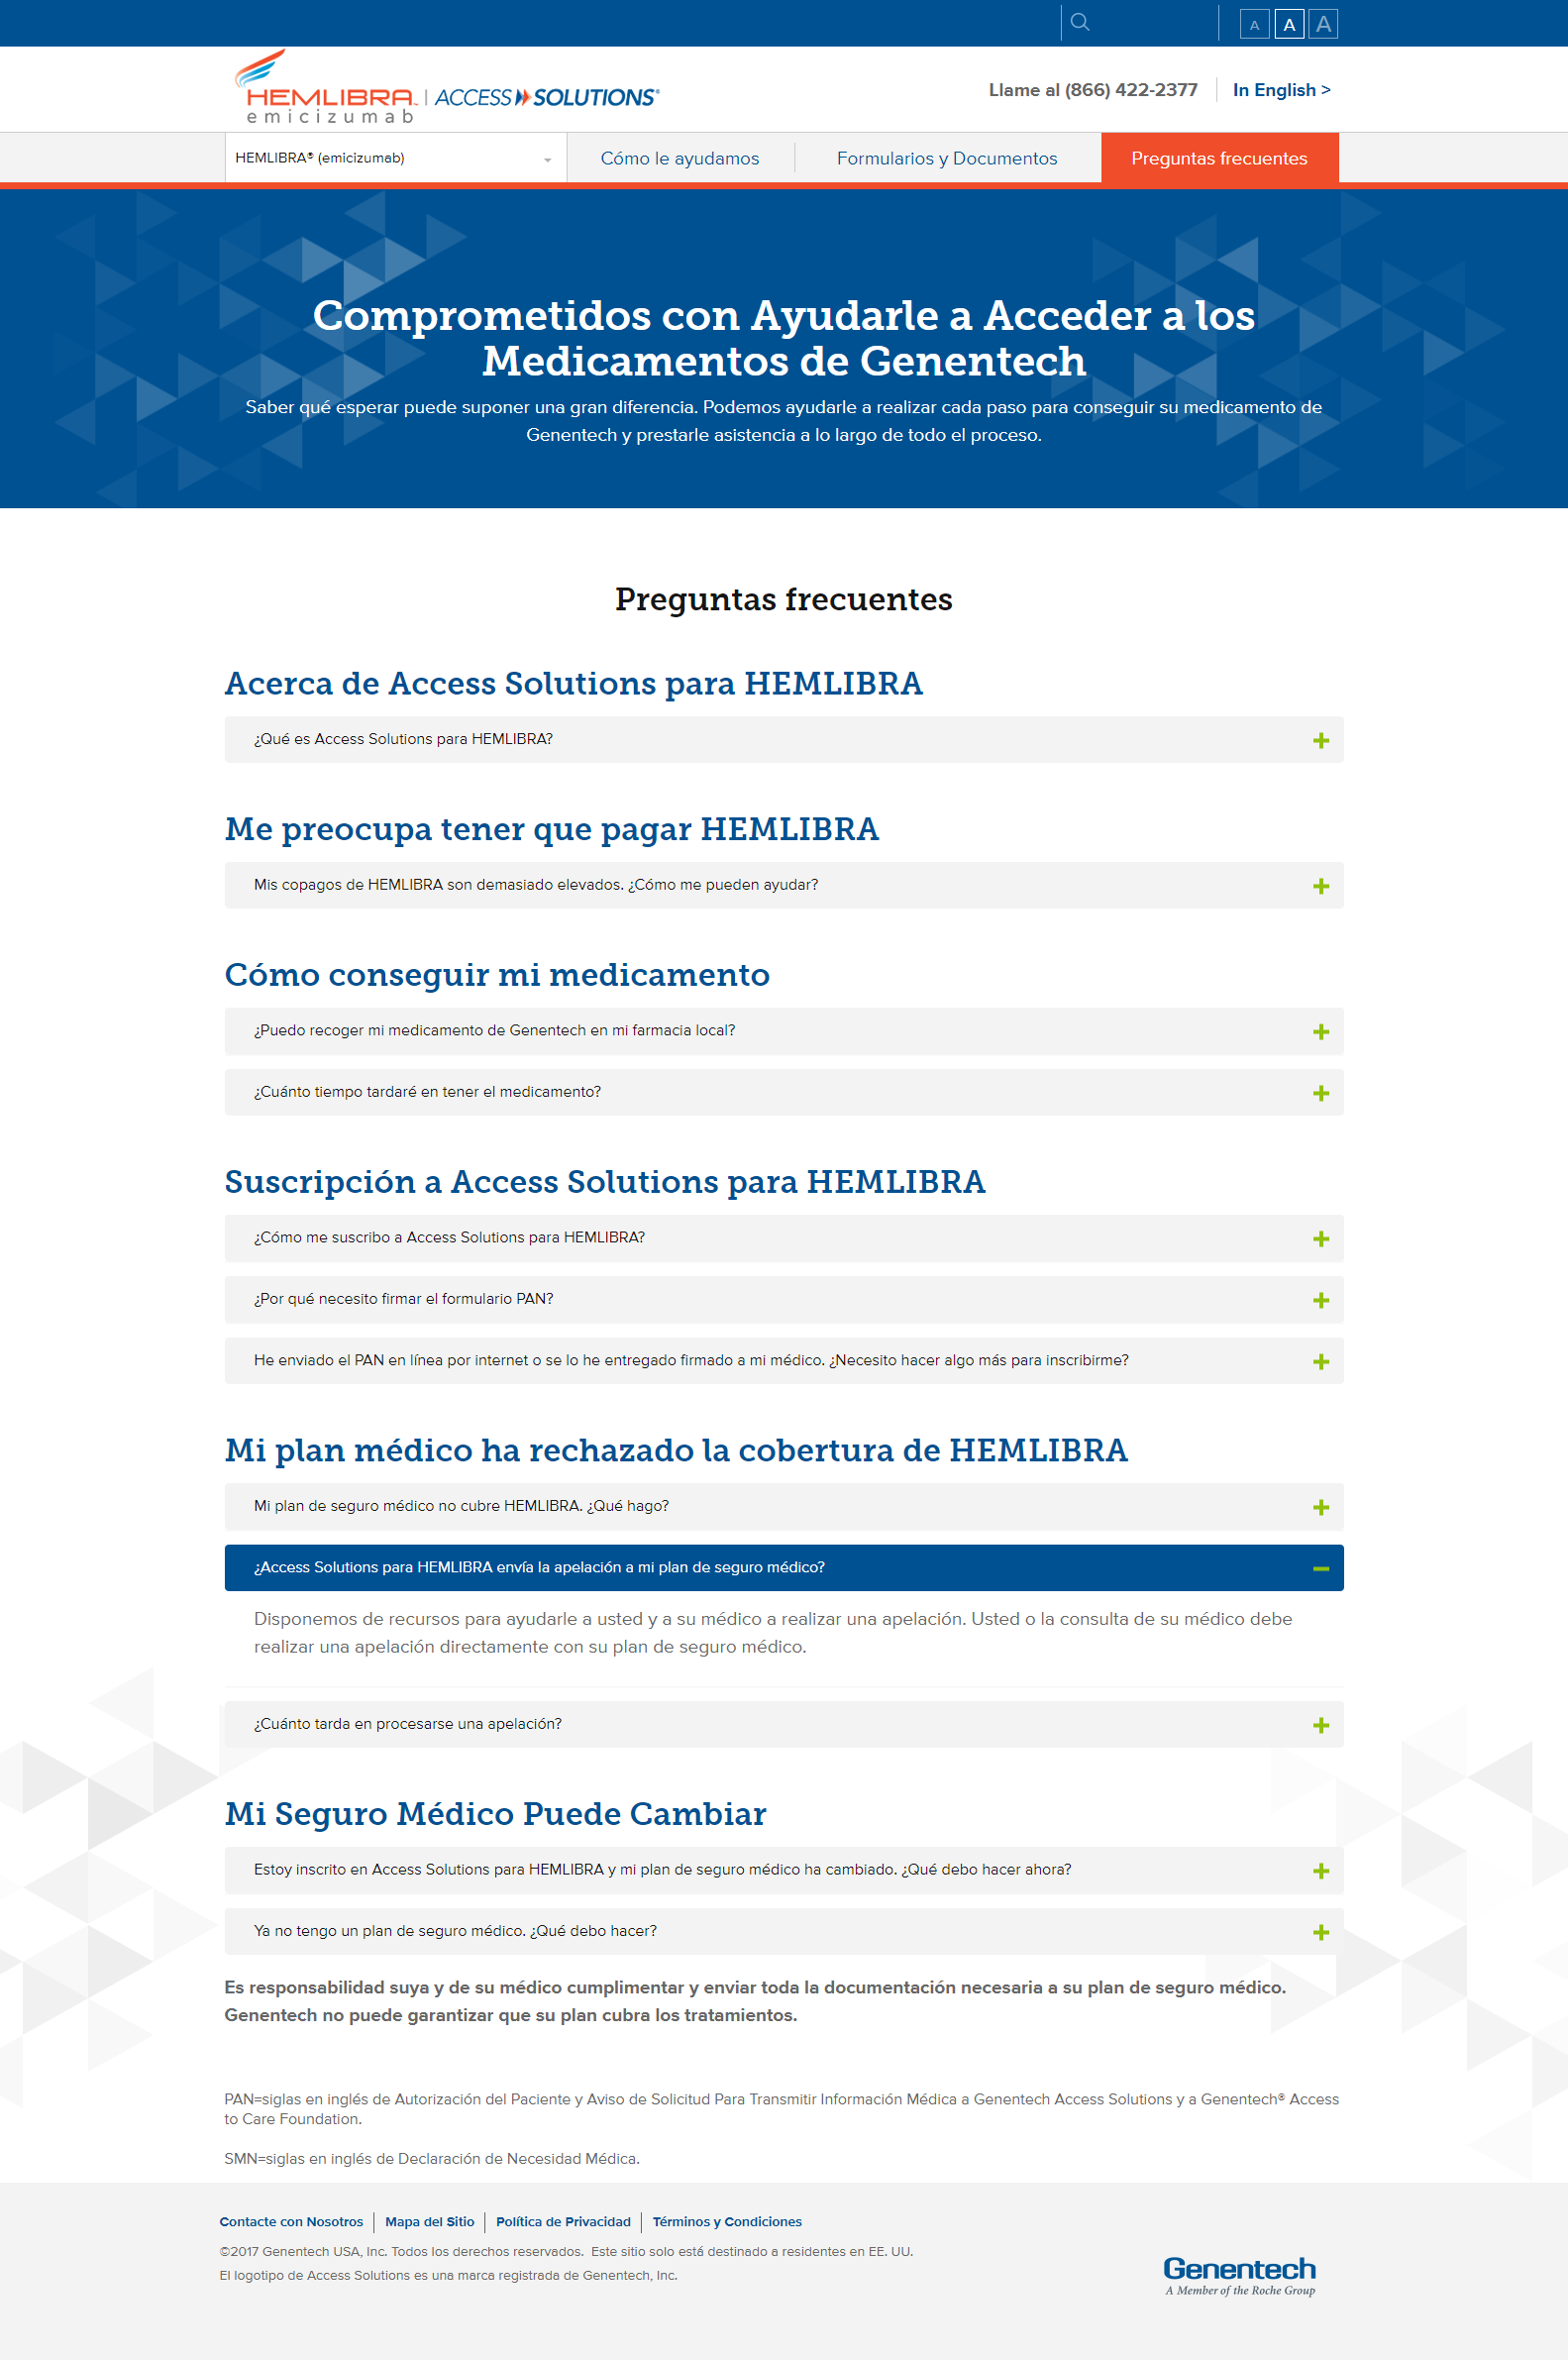 A A A
HEMLIBRA™ | ACCESS SOLUTIONS®
emicizumab
Llame al (866) 422-2377
In English >
HEMLIBRA® (emicizumab)
Cómo le ayudamos
Formularios y Documentos
Preguntas frecuentes
Comprometidos con Ayudarle a Acceder a los
Medicamentos de Genentech
Saber qué esperar puede suponer una gran diferencia. Podemos ayudarle a realizar cada paso para conseguir su medicamento de
Genentech y prestarle asistencia a lo largo de todo el proceso.
Preguntas frecuentes
Acerca de Access Solutions para HEMLIBRA
¿Qué es Access Solutions para HEMLIBRA?
Me preocupa tener que pagar HEMLIBRA
Mis copagos de HEMLIBRA son demasiado elevados. ¿Cómo me pueden ayudar?
Cómo conseguir mi medicamento
¿Puedo recoger mi medicamento de Genentech en mi farmacia local?
¿Cuánto tiempo tardaré en tener el medicamento?
Suscripción a Access Solutions para HEMLIBRA
¿Cómo me suscribo a Access Solutions para HEMLIBRA?
¿Por qué necesito firmar el formulario PAN?
He enviado el PAN en línea por internet o se lo he entregado firmado a mi médico. ¿Necesito hacer algo más para inscribirme?
Mi plan médico ha rechazado la cobertura de HEMLIBRA
Mi plan de seguro médico no cubre HEMLIBRA. ¿Qué hago?
¿Access Solutions para HEMLIBRA envía la apelación a mi plan de seguro médico?
Disponemos de recursos para ayudarle a usted y a su médico a realizar una apelación. Usted o la consulta de su médico debe
realizar una apelación directamente con su plan de seguro médico.
¿Cuánto tarda en procesarse una apelación?
Mi Seguro Médico Puede Cambiar
Estoy inscrito en Access Solutions para HEMLIBRA y mi plan de seguro médico ha cambiado. ¿Qué debo hacer ahora?
Ya no tengo un plan de seguro médico. ¿Qué debo hacer?
Es responsabilidad suya y de su médico cumplimentar y enviar toda la documentación necesaria a su plan de seguro médico.
Genentech no puede garantizar que su plan cubra los tratamientos.
PAN=siglas en inglés de Autorización del Paciente y Aviso de Solicitud Para Transmitir Información Médica a Genentech Access Solutions y a Genentech® Access
to Care Foundation.
SMN=siglas en inglés de Declaración de Necesidad Médica.
Contacte con Nosotros | Mapa del Sitio | Política de Privacidad | Términos y Condiciones
©2017 Genentech USA, Inc. Todos los derechos reservados. Este sitio solo está destinado a residentes en EE. UU.
El logotipo de Access Solutions es una marca registrada de Genentech, Inc.
Genentech
A Member of the Roche Group